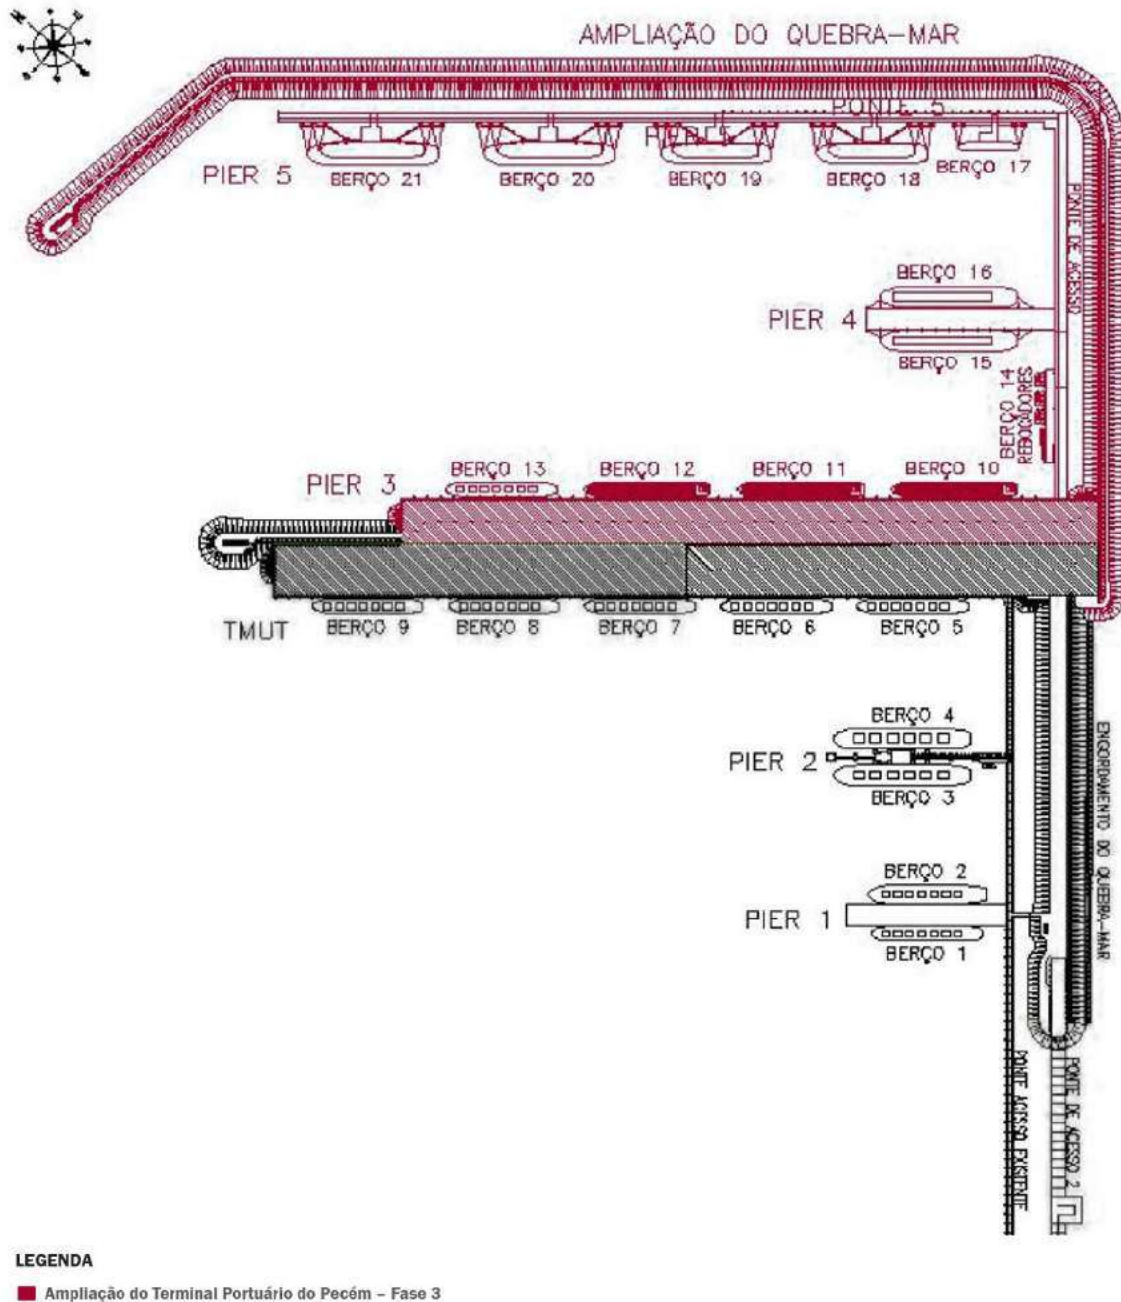 AMPLIAÇÃO DO QUEBRA-MAR
PONTE 5
PIER 5
BERÇO 21
BERÇO 20
BERÇO 19
BERÇO 18
BERÇO 17
PONTE DE ACESSO
BERÇO 16
PIER 4
BERÇO 15
BERÇO 14
REBOCADORES
PIER 3
BERÇO 13
BERÇO 12
BERÇO 11
BERÇO 10
TMUT
BERÇO 9
BERÇO 8
BERÇO 7
BERÇO 6
BERÇO 5
BERÇO 4
PIER 2
BERÇO 3
ENGORDAMENTO DO QUEBRA-MAR
BERÇO 2
PIER 1
BERÇO 1
PONTE ACESSO EXISTENTE
PONTE DE ACESSO 2
LEGENDA
Ampliação do Terminal Portuário do Pecém – Fase 3